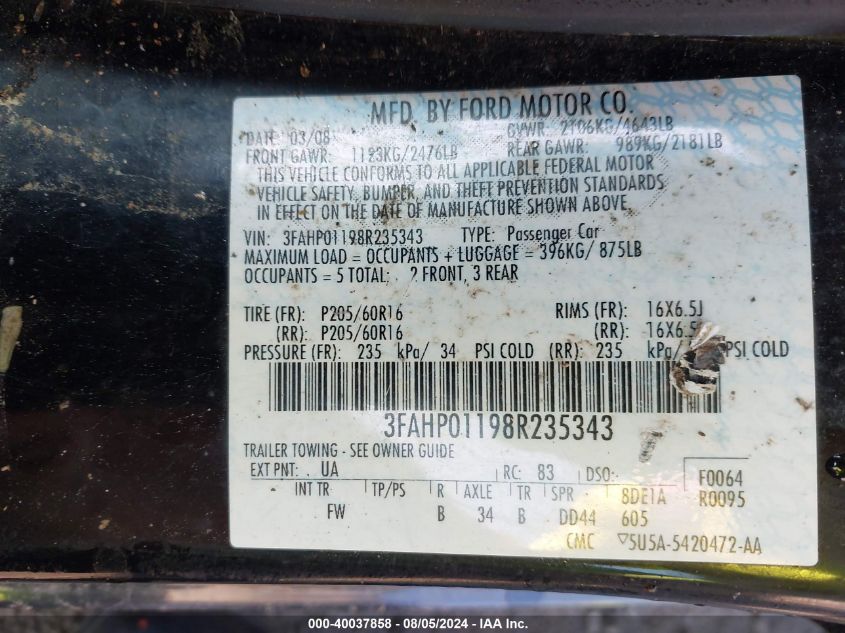 MFD. BY FORD MOTOR CO.
DATE: 03/08 GVWR: 2106KG/4643LB
FRONT GAWR: 1123KG/2476LB REAR GAWR: 989KG/2181LB
THIS VEHICLE CONFORMS TO ALL APPLICABLE FEDERAL MOTOR
VEHICLE SAFETY, BUMPER, AND THEFT PREVENTION STANDARDS
IN EFFECT ON THE DATE OF MANUFACTURE SHOWN ABOVE.
VIN: 3FAHP01198R235343 TYPE: Passenger Car
MAXIMUM LOAD = OCCUPANTS + LUGGAGE = 396KG/ 875LB
OCCUPANTS = 5 TOTAL: 2 FRONT, 3 REAR
TIRE (FR): P205/60R16 RIMS (FR): 16X6.5J
(RR): P205/60R16 (RR): 16X6.5
PRESSURE (FR): 235 kPa/ 34 PSI COLD (RR): 235 kPa/ PSI COLD
3FAHP01198R235343
TRAILER TOWING - SEE OWNER GUIDE
EXT PNT: UA RC: 83 DSO: F0064
INT TR TP/PS R AXLE TR SPR 8DE1A R0095
FW B 34 B DD44 605
CMC ▽5U5A-5420472-AA
000-40037858 - 08/05/2024 - IAA Inc.